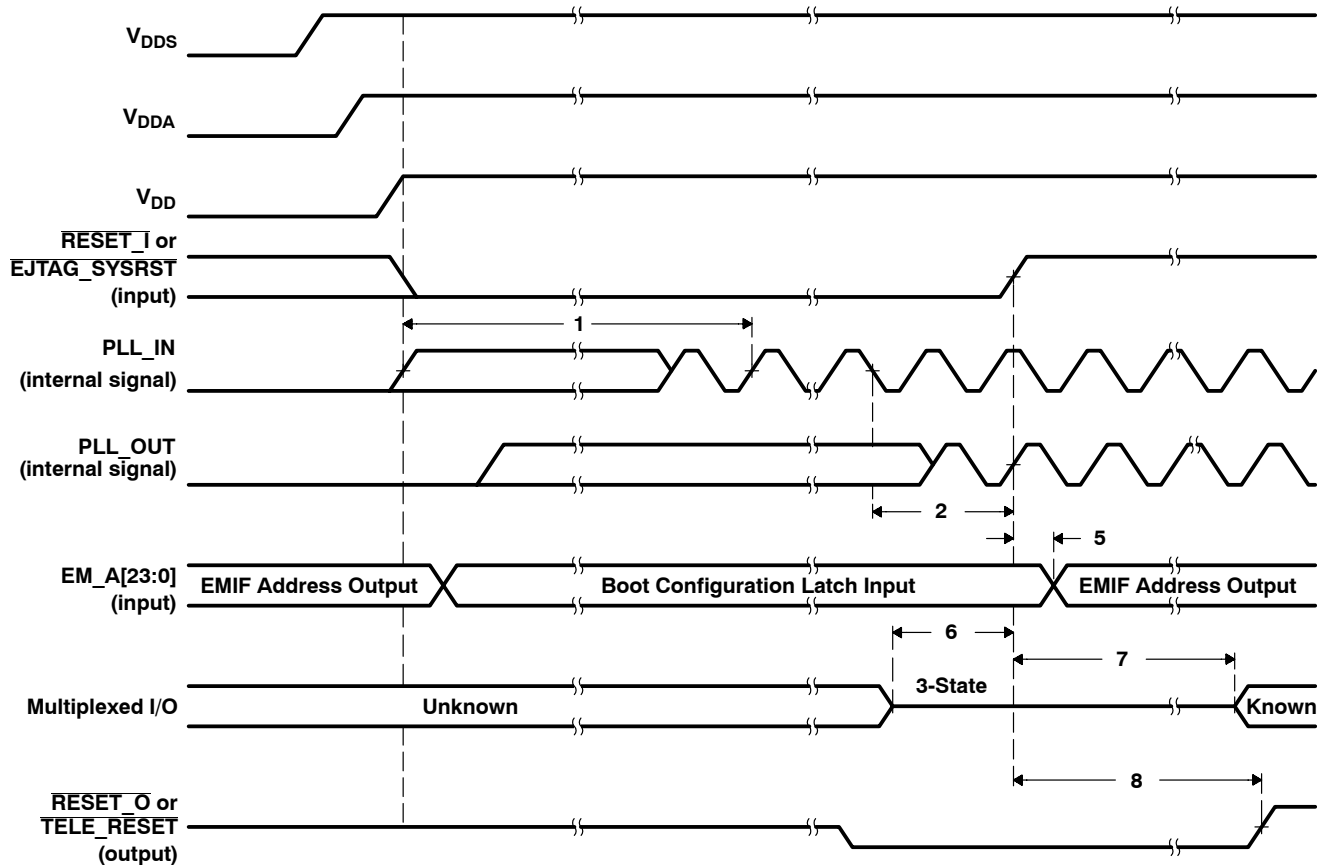 VDDS
VDDA
VDD
RESET_I or
EJTAG_SYSRST
(input)
1
PLL_IN
(internal signal)
PLL_OUT
(internal signal)
2
5
EM_A[23:0]
(input)
EMIF Address Output
Boot Configuration Latch Input
EMIF Address Output
6
7
3-State
Multiplexed I/O
Unknown
Known
8
RESET_O or
TELE_RESET
(output)